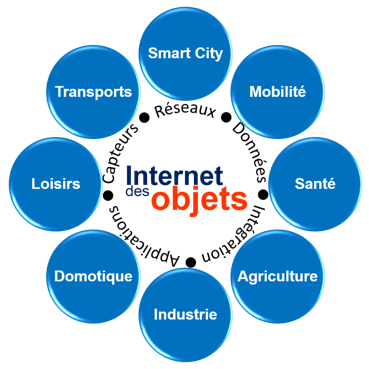 Smart City
Mobilité
Santé
Agriculture
Industrie
Domotique
Loisirs
Transports
Réseaux
Données
Intégration
Applications
Capteurs
Internet
des objets